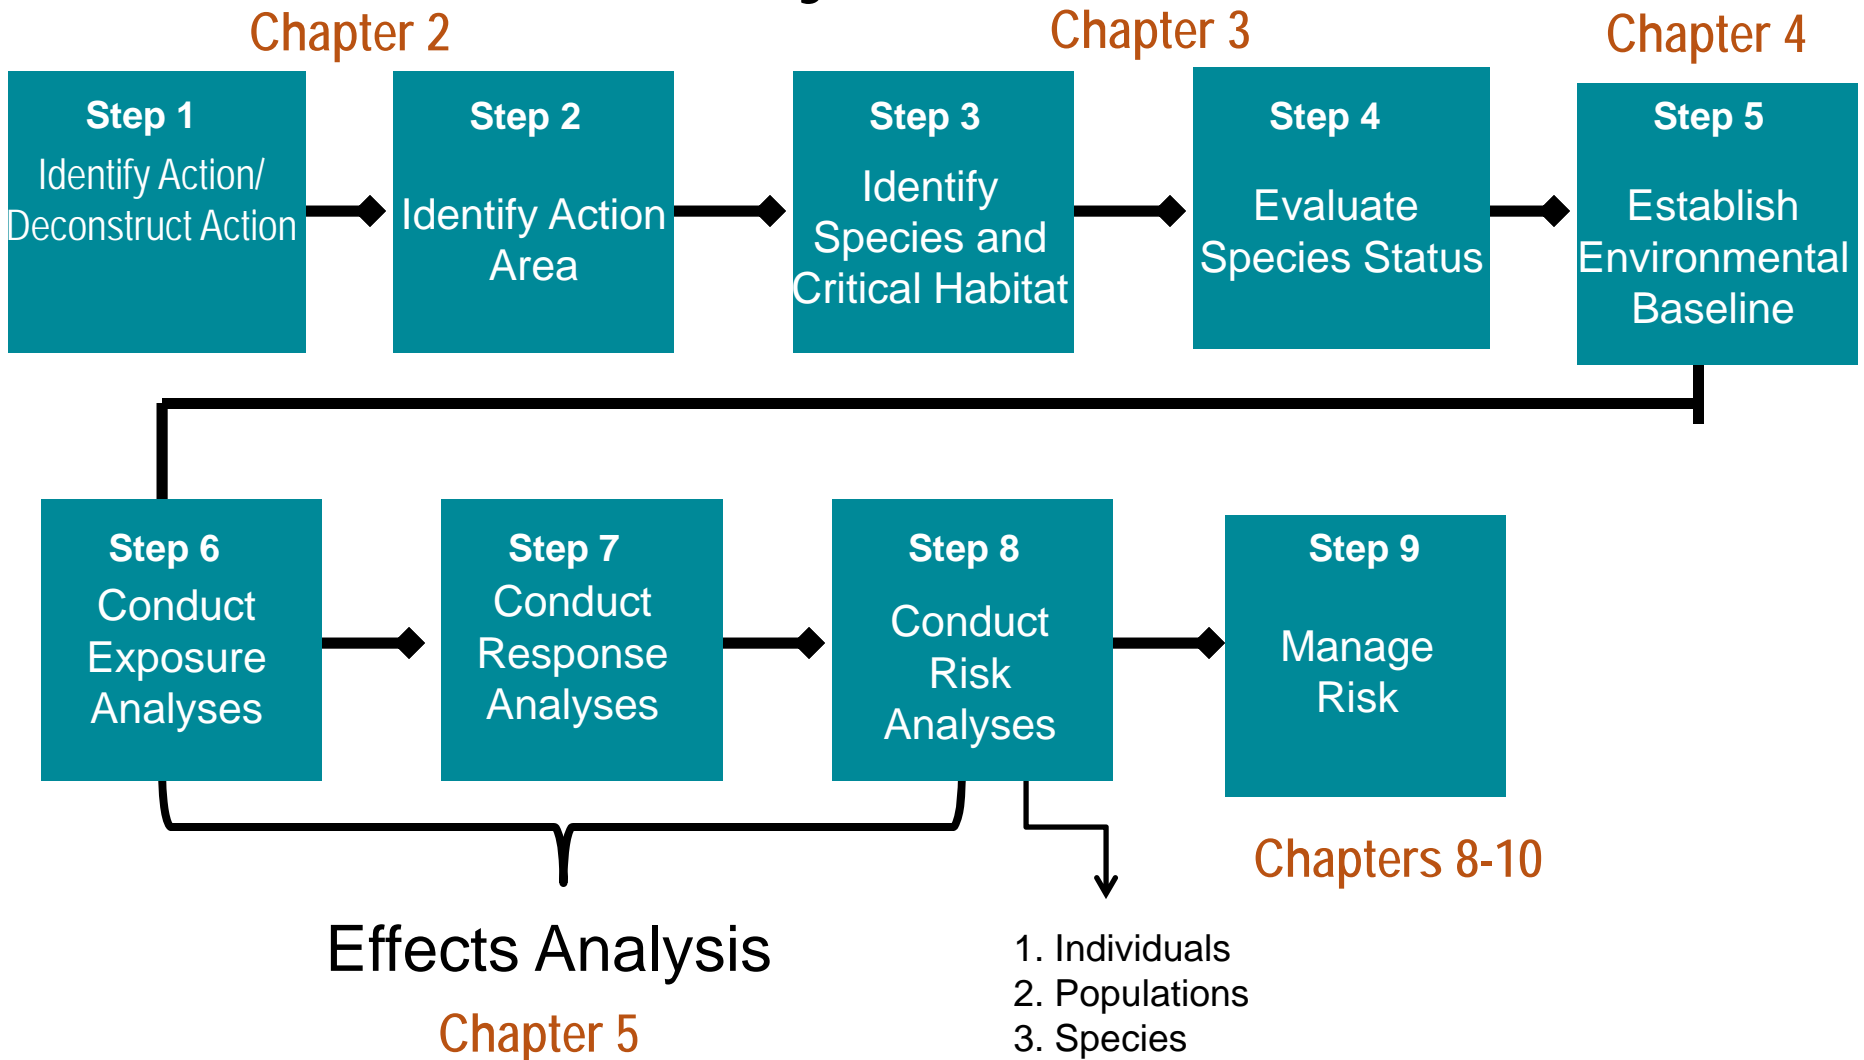 Chapter 2
Chapter 3
Chapter 4
Step 1
Identify Action/
Deconstruct Action
Step 2
Identify Action
Area
Step 3
Identify
Species and
Critical Habitat
Step 4
Evaluate
Species Status
Step 5
Establish
Environmental
Baseline
Step 6
Conduct
Exposure
Analyses
Step 7
Conduct
Response
Analyses
Step 8
Conduct
Risk
Analyses
Step 9
Manage
Risk
Chapters 8-10
Effects Analysis
Chapter 5
1. Individuals
2. Populations
3. Species